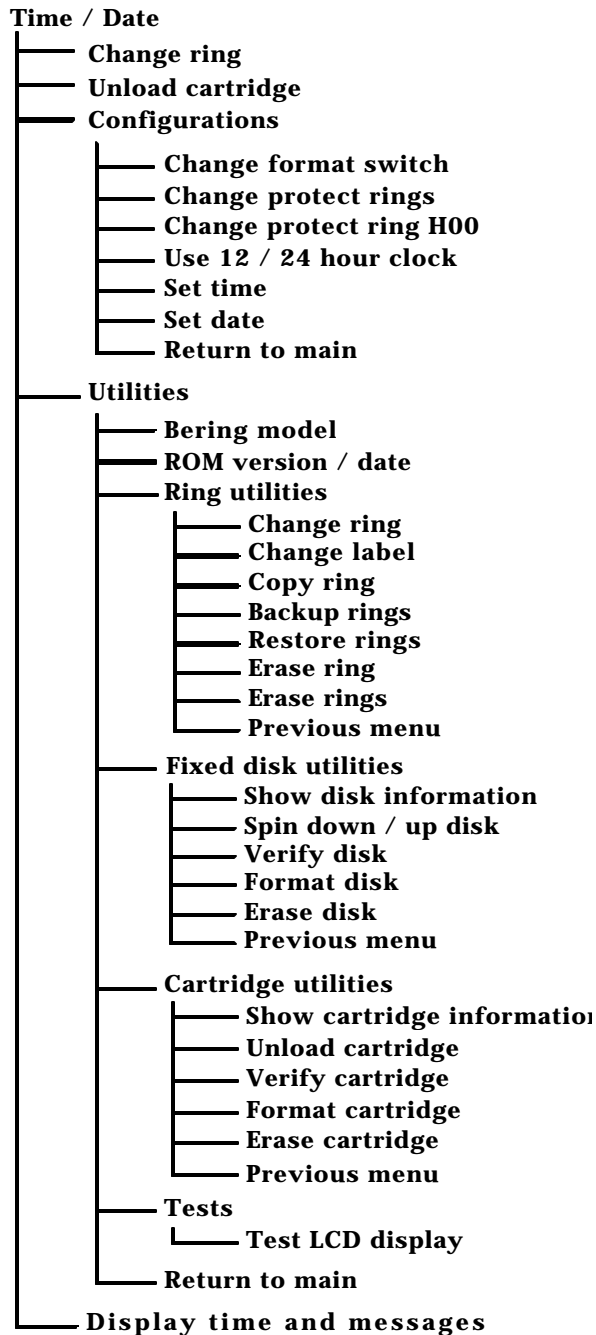 Time / Date
Change ring
Unload cartridge
Configurations
Change format switch
Change protect rings
Change protect ring H00
Use 12 / 24 hour clock
Set time
Set date
Return to main
Utilities
Bering model
ROM version / date
Ring utilities
Change ring
Change label
Copy ring
Backup rings
Restore rings
Erase ring
Erase rings
Previous menu
Fixed disk utilities
Show disk information
Spin down / up disk
Verify disk
Format disk
Erase disk
Previous menu
Cartridge utilities
Show cartridge information
Unload cartridge
Verify cartridge
Format cartridge
Erase cartridge
Previous menu
Tests
Test LCD display
Return to main
Display time and messages